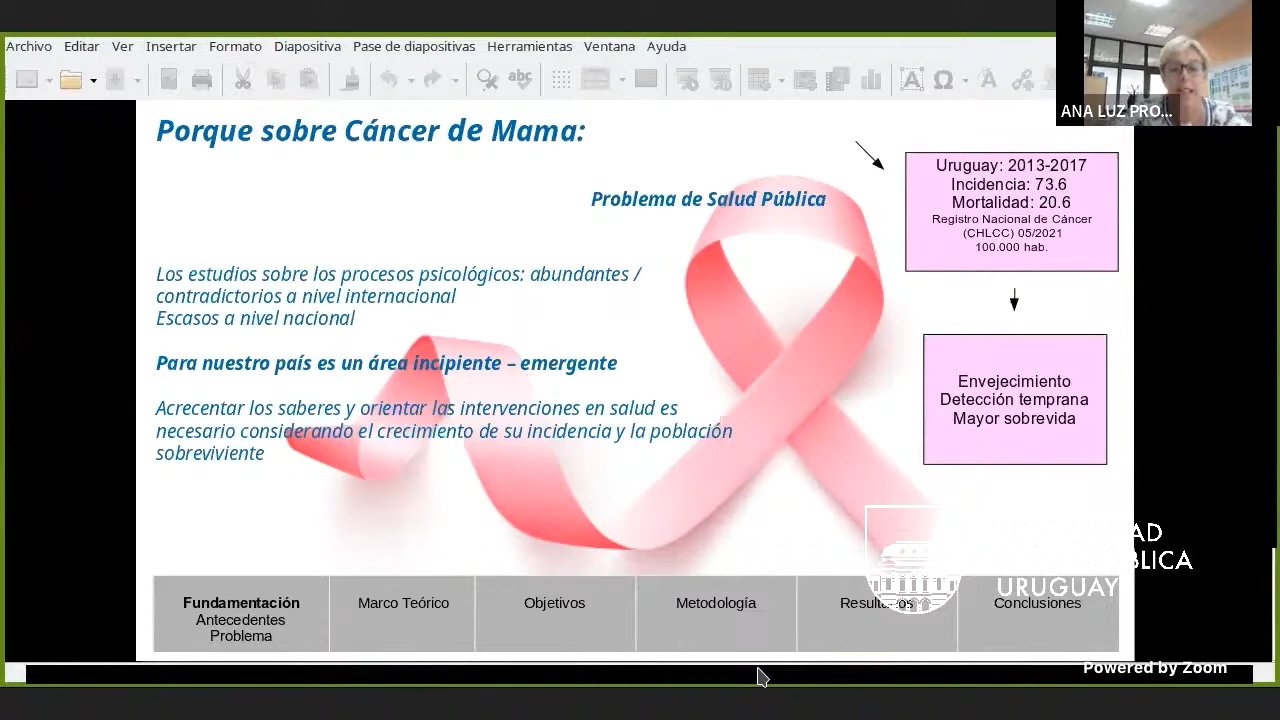 Archivo Editar Ver Insertar Formato Diapositiva Pase de diapositivas Herramientas Ventana Ayuda
abc
ANA LUZ PRO...
Porque sobre Cáncer de Mama:
Problema de Salud Pública
Uruguay: 2013-2017
Incidencia: 73.6
Mortalidad: 20.6
Registro Nacional de Cáncer
(CHLCC) 05/2021
100.000 hab.
Los estudios sobre los procesos psicológicos: abundantes /
contradictorios a nivel internacional
Escasos a nivel nacional
Para nuestro país es un área incipiente – emergente
Acrecentar los saberes y orientar las intervenciones en salud es
necesario considerando el crecimiento de su incidencia y la población
sobreviviente
Envejecimiento
Detección temprana
Mayor sobrevida
URUGUAY
Fundamentación
Antecedentes
Problema
Marco Teórico
Objetivos
Metodología
Resultados
Conclusiones
Powered by Zoom